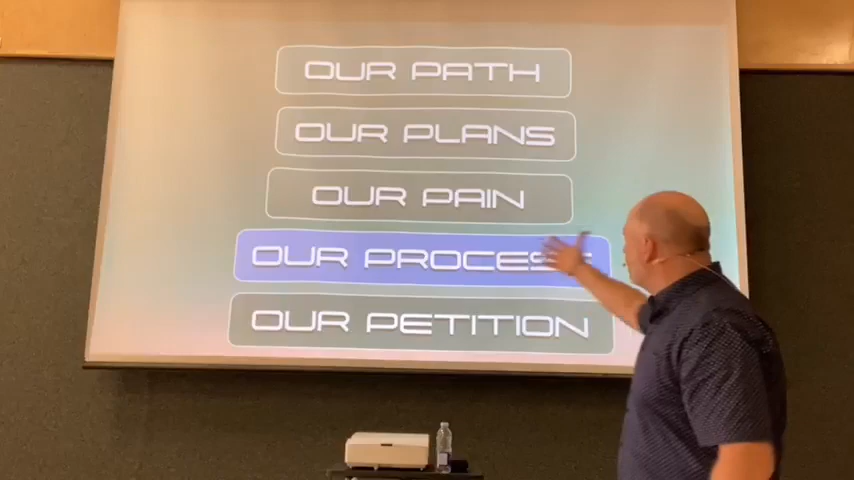 OUR PATH
OUR PLANS
OUR PAIN
OUR PROCESS
OUR PETITION